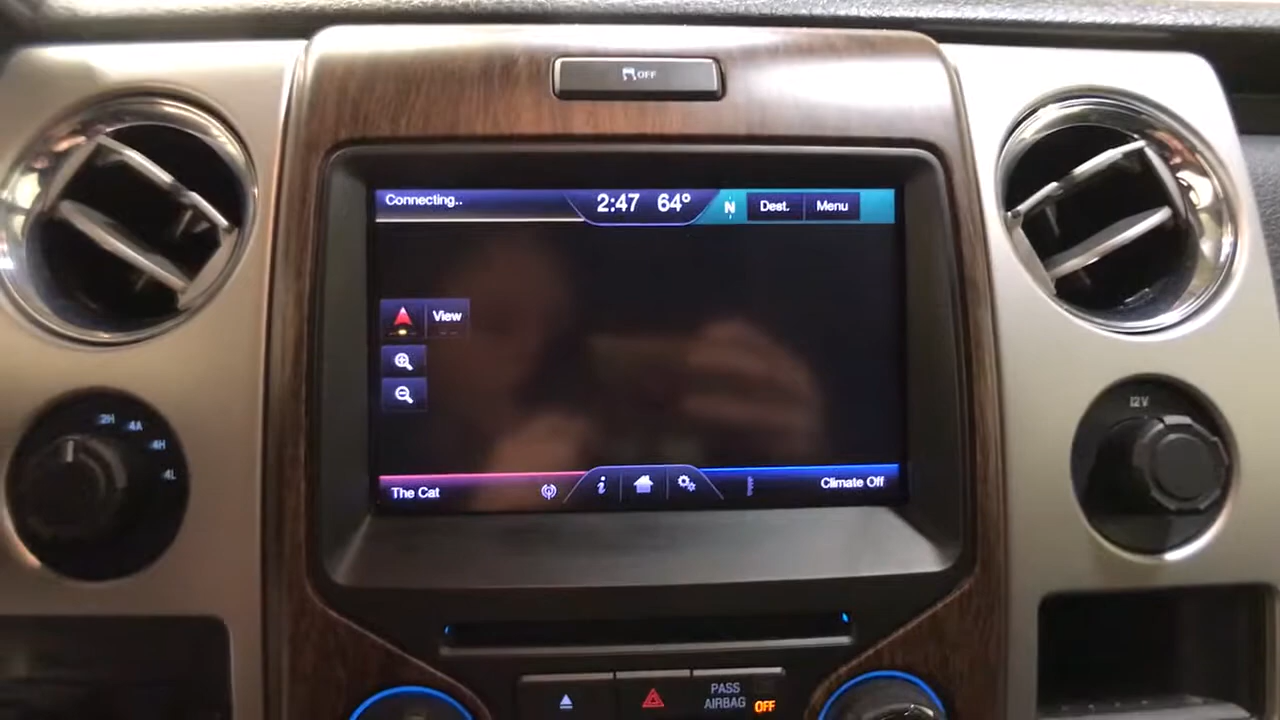 OFF
Connecting..
2:47 64°
N
Dest.
Menu
View
2H
4A
4H
4L
12V
The Cat
i
Climate Off
PASS
AIRBAG OFF